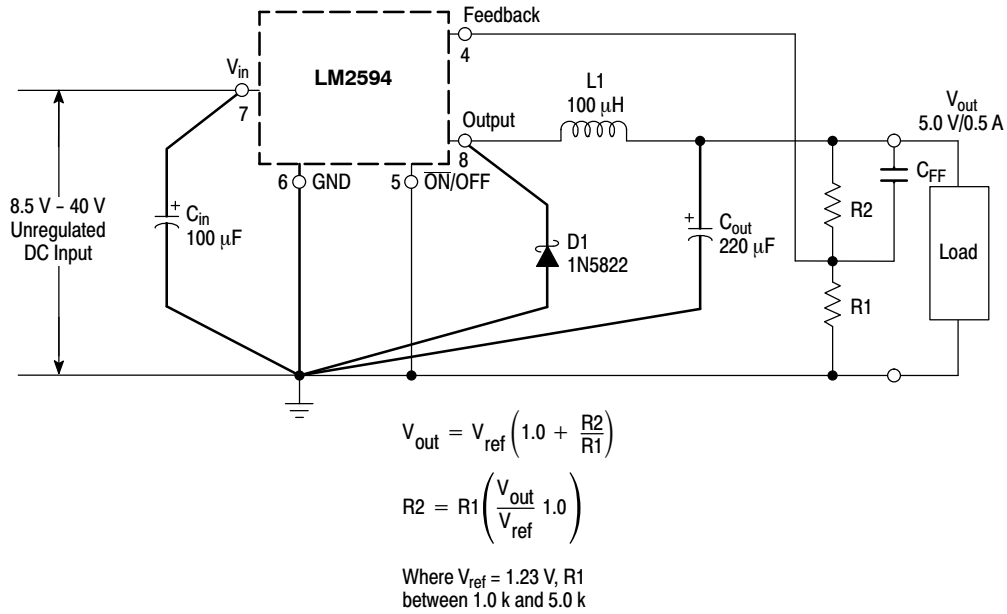 Feedback
4
V_in
7
LM2594
Output
8
L1
100 µH
V_out
5.0 V/0.5 A
6 GND
5 O̅N̅/OFF
C_FF
8.5 V – 40 V
Unregulated
DC Input
+
C_in
100 µF
D1
1N5822
+
C_out
220 µF
R2
R1
Load
V_out = V_ref (1.0 + R2/R1)
R2 = R1 (V_out/V_ref 1.0)
Where V_ref = 1.23 V, R1
between 1.0 k and 5.0 k